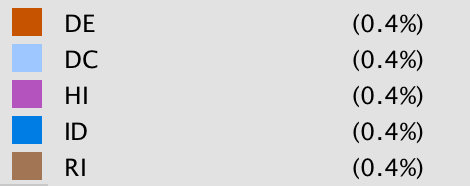 DE (0.4%)
DC (0.4%)
HI (0.4%)
ID (0.4%)
RI (0.4%)